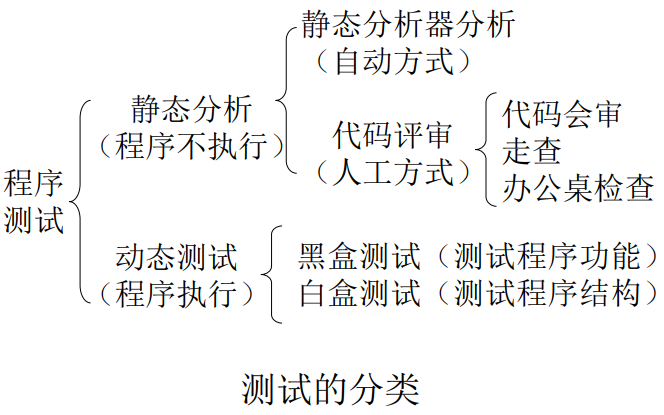 静态分析器分析
（自动方式）
静态分析
（程序不执行）
代码评审
（人工方式）
代码会审
走查
办公桌检查
程序
测试
动态测试
（程序执行）
黑盒测试（测试程序功能）
白盒测试（测试程序结构）
测试的分类